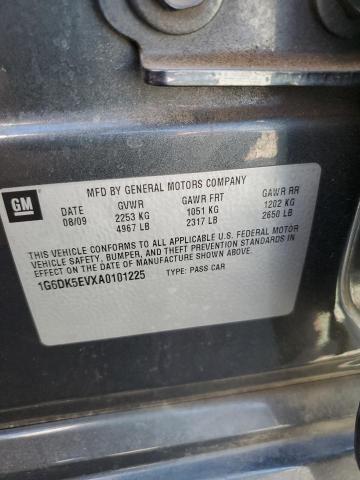 GM
MFD BY GENERAL MOTORS COMPANY
DATE GVWR GAWR FRT GAWR RR
08/09 2253 KG 1051 KG 1202 KG
4967 LB 2317 LB 2650 LB
THIS VEHICLE CONFORMS TO ALL APPLICABLE U.S. FEDERAL MOTOR
VEHICLE SAFETY, BUMPER, AND THEFT PREVENTION STANDARDS
IN EFFECT ON THE DATE OF MANUFACTURE SHOWN ABOVE.
1G6DK5EVXA0101225 TYPE: PASS CAR